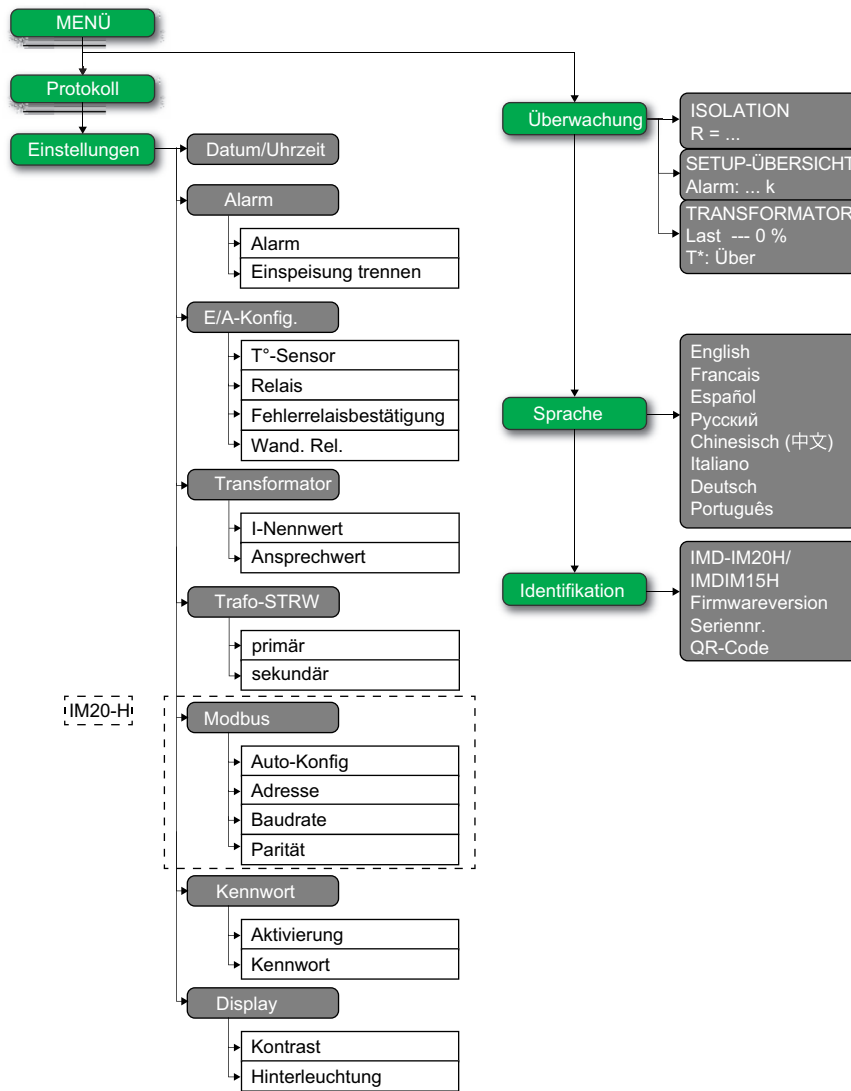 MENÜ
Protokoll
Einstellungen
Datum/Uhrzeit
Alarm
Alarm
Einspeisung trennen
E/A-Konfig.
T°-Sensor
Relais
Fehlerrelaisbestätigung
Wand. Rel.
Transformator
I-Nennwert
Ansprechwert
Trafo-STRW
primär
sekundär
IM20-H
Modbus
Auto-Konfig
Adresse
Baudrate
Parität
Kennwort
Aktivierung
Kennwort
Display
Kontrast
Hinterleuchtung
Überwachung
ISOLATION
R = ...
SETUP-ÜBERSICHT
Alarm: ... k
TRANSFORMATOR
Last --- 0 %
T*: Über
Sprache
English
Francais
Español
Русский
Chinesisch (中文)
Italiano
Deutsch
Português
Identifikation
IMD-IM20H/
IMDIM15H
Firmwareversion
Seriennr.
QR-Code